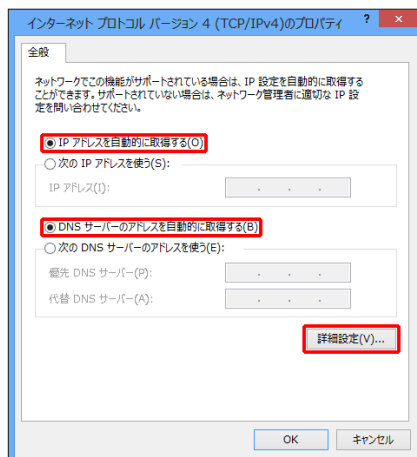 インターネット プロトコル バージョン 4 (TCP/IPv4)のプロパティ ? ×
全般
ネットワークでこの機能がサポートされている場合は、IP 設定を自動的に取得する
ことができます。サポートされていない場合は、ネットワーク管理者に適切な IP 設
定を問い合わせてください。
IP アドレスを自動的に取得する(O)
次の IP アドレスを使う(S):
IP アドレス(I):
DNS サーバーのアドレスを自動的に取得する(B)
次の DNS サーバーのアドレスを使う(E):
優先 DNS サーバー(P):
代替 DNS サーバー(A):
詳細設定(V)...
OK キャンセル